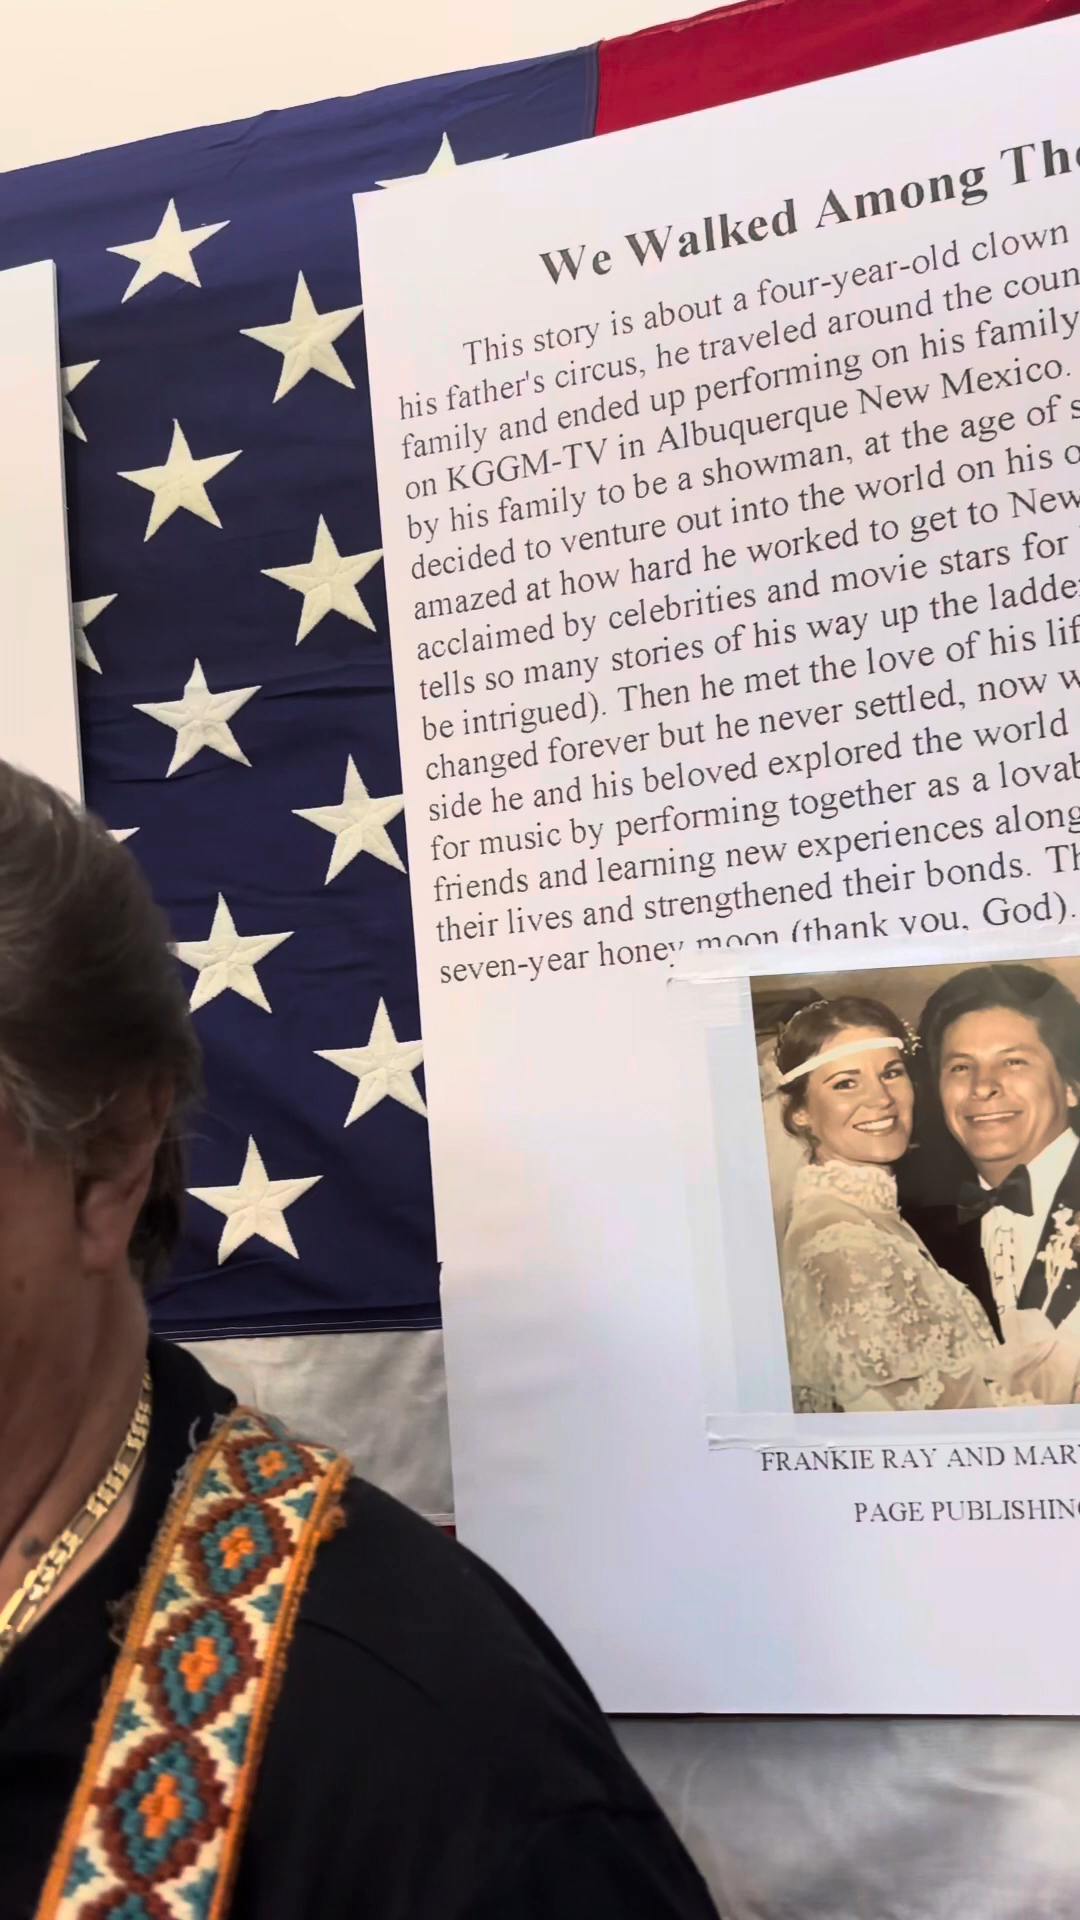 We Walked Among The
This story is about a four-year-old clown
his father's circus, he traveled around the coun
family and ended up performing on his family
on KGGM-TV in Albuquerque New Mexico.
by his family to be a showman, at the age of s
decided to venture out into the world on his o
amazed at how hard he worked to get to New
acclaimed by celebrities and movie stars for
tells so many stories of his way up the ladde
be intrigued). Then he met the love of his lif
changed forever but he never settled, now w
side he and his beloved explored the world
for music by performing together as a lovab
friends and learning new experiences along
their lives and strengthened their bonds. Th
seven-year honey moon (thank you, God).
FRANKIE RAY AND MAR
PAGE PUBLISHING